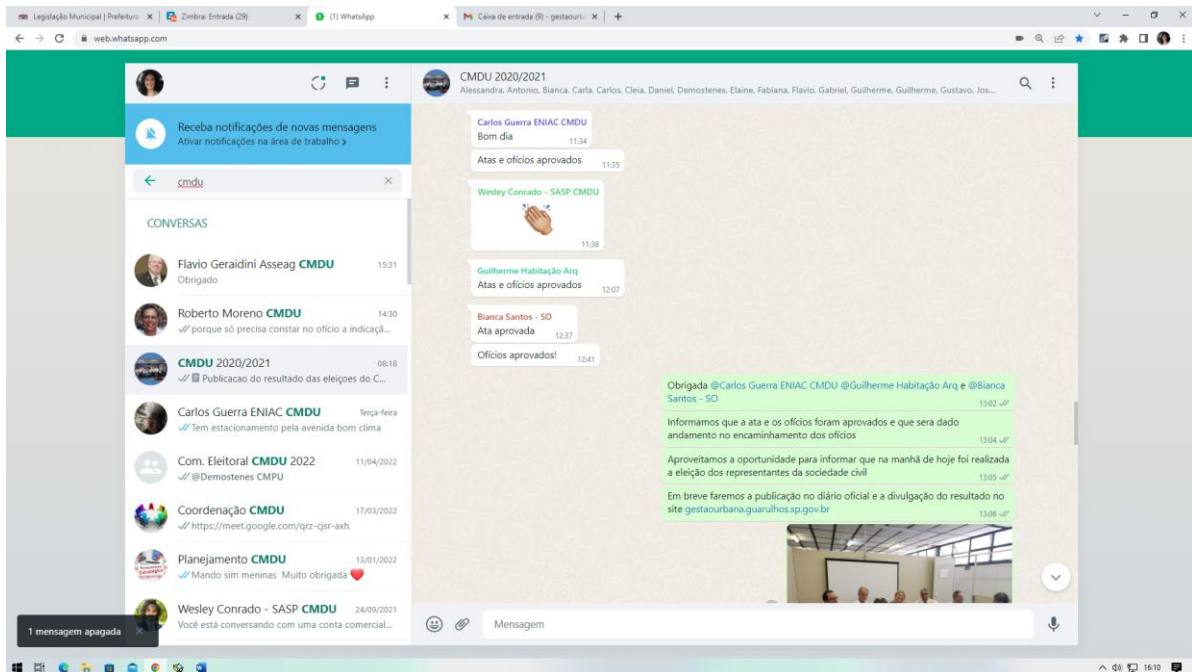 Legislação Municipal | Prefeitura
Zimbra: Entrada (29)
(1) WhatsApp
Caixa de entrada (9) - gestaourb
web.whatsapp.com
CMDU 2020/2021
Alessandra, Antonio, Bianca, Carla, Carlos, Cleia, Daniel, Demostenes, Elaine, Fabiana, Flavio, Gabriel, Guilherme, Guilherme, Gustavo, Jos...
Receba notificações de novas mensagens
Ativar notificações na área de trabalho >
cmdu
CONVERSAS
Flavio Geraidini Asseag CMDU 15:31
Obrigado
Roberto Moreno CMDU 14:30
porque só precisa constar no ofício a indicaçã...
CMDU 2020/2021 08:18
Publicacao do resultado das eleiçoes do C...
Carlos Guerra ENIAC CMDU Terça-feira
Tem estacionamento pela avenida bom clima
Com. Eleitoral CMDU 2022 11/04/2022
@Demostenes CMPU
Coordenação CMDU 17/03/2022
https://meet.google.com/qrz-cjsr-axh
Planejamento CMDU 13/01/2022
Mando sim meninas Muito obrigada ❤️
Wesley Conrado - SASP CMDU 24/09/2021
Você está conversando com uma conta comercial...
1 mensagem apagada
Carlos Guerra ENIAC CMDU
Bom dia
11:34
Atas e ofícios aprovados 11:35
Wesley Conrado - SASP CMDU
👏🏽
11:38
Guilherme Habitação Arq
Atas e ofícios aprovados 12:07
Bianca Santos - SO
Ata aprovada 12:37
Ofícios aprovados! 12:41
Obrigada @Carlos Guerra ENIAC CMDU @Guilherme Habitação Arq e @Bianca
Santos - SO
13:02
Informamos que a ata e os ofícios foram aprovados e que sera dado
andamento no encaminhamento dos ofícios
13:04
Aproveitamos a oportunidade para informar que na manhã de hoje foi realizada
a eleição dos representantes da sociedade civil
13:05
Em breve faremos a publicação no diário oficial e a divulgação do resultado no
site gestaourbana.guarulhos.sp.gov.br
13:06
Mensagem
16:10